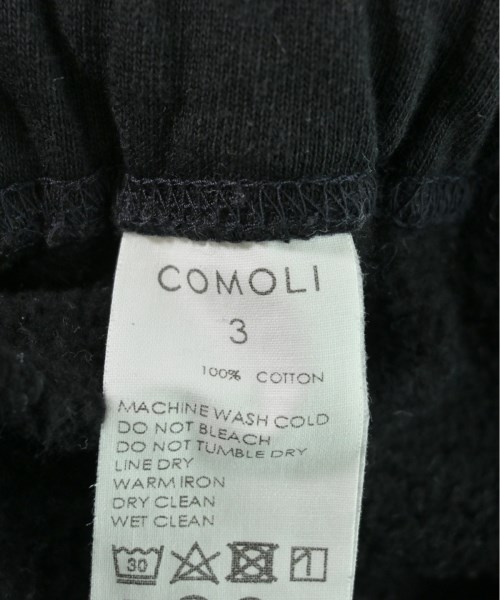 COMOLI
3
100% COTTON
MACHINE WASH COLD
DO NOT BLEACH
DO NOT TUMBLE DRY
LINE DRY
WARM IRON
DRY CLEAN
WET CLEAN
30